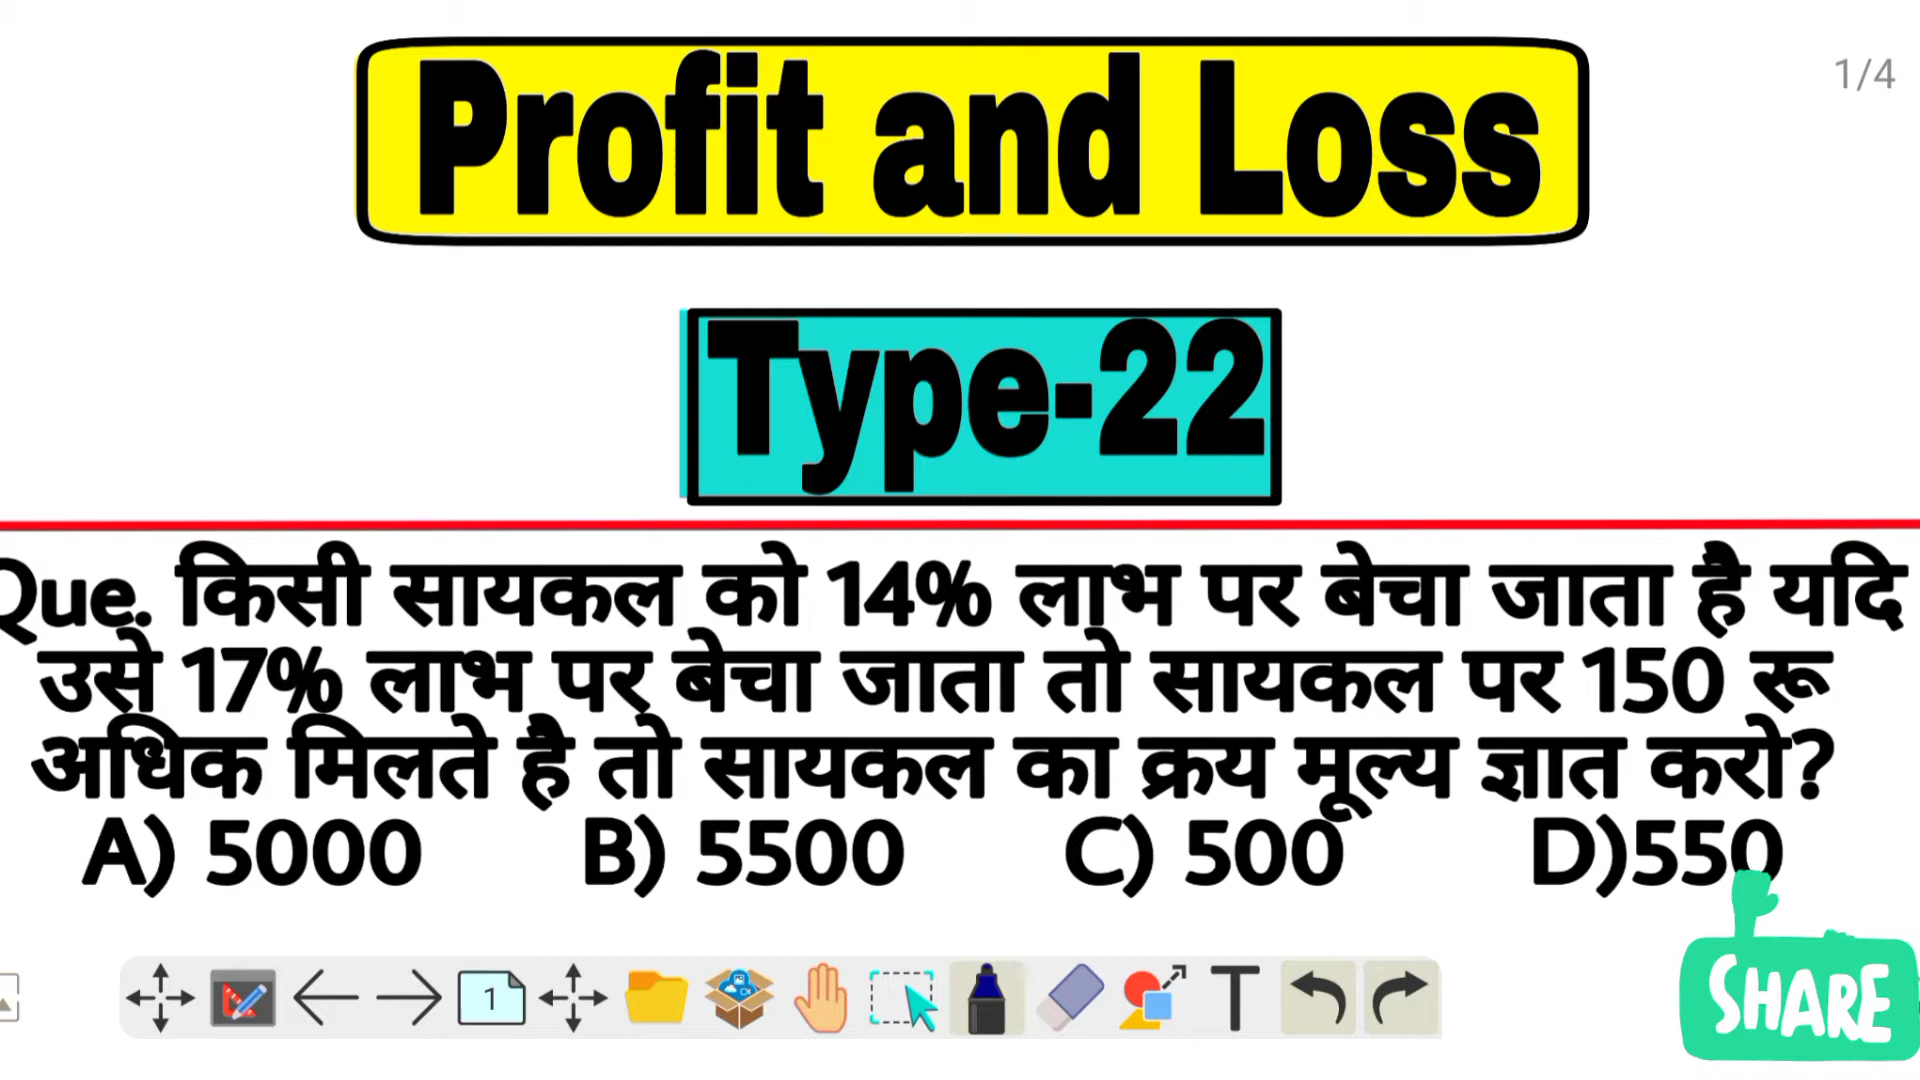 Profit and Loss
1/4
Type-22
Que. किसी सायकल को 14% लाभ पर बेचा जाता है यदि
उसे 17% लाभ पर बेचा जाता तो सायकल पर 150 रू
अधिक मिलते है तो सायकल का क्रय मूल्य ज्ञात करो?
A) 5000 B) 5500 C) 500 D)550
1
T
SHARE